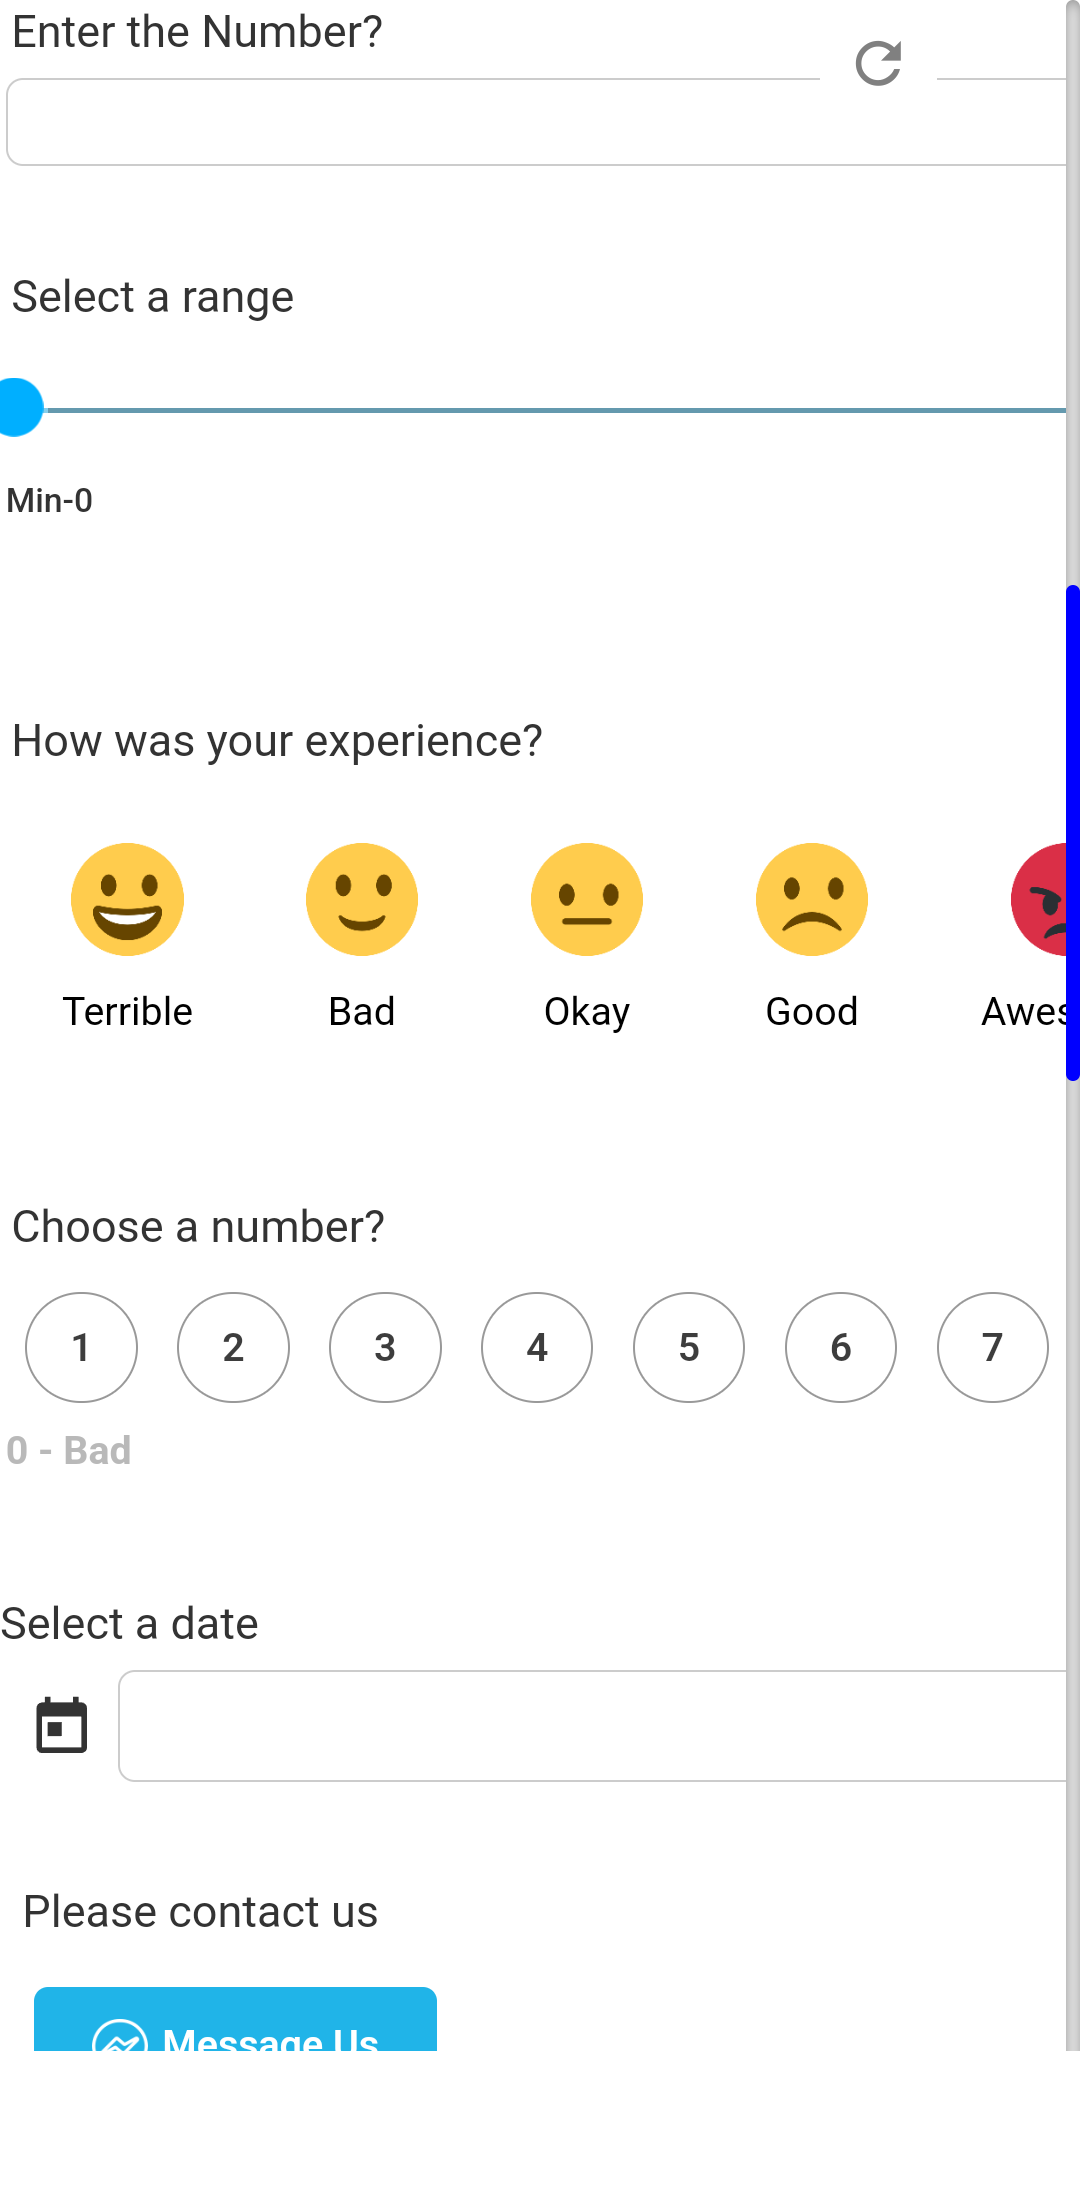 Enter the Number?
Select a range
Min-0
How was your experience?
Terrible Bad Okay Good
Choose a number?
1 2 3 4 5 6 7
0 - Bad
Select a date
Please contact us
Message Us